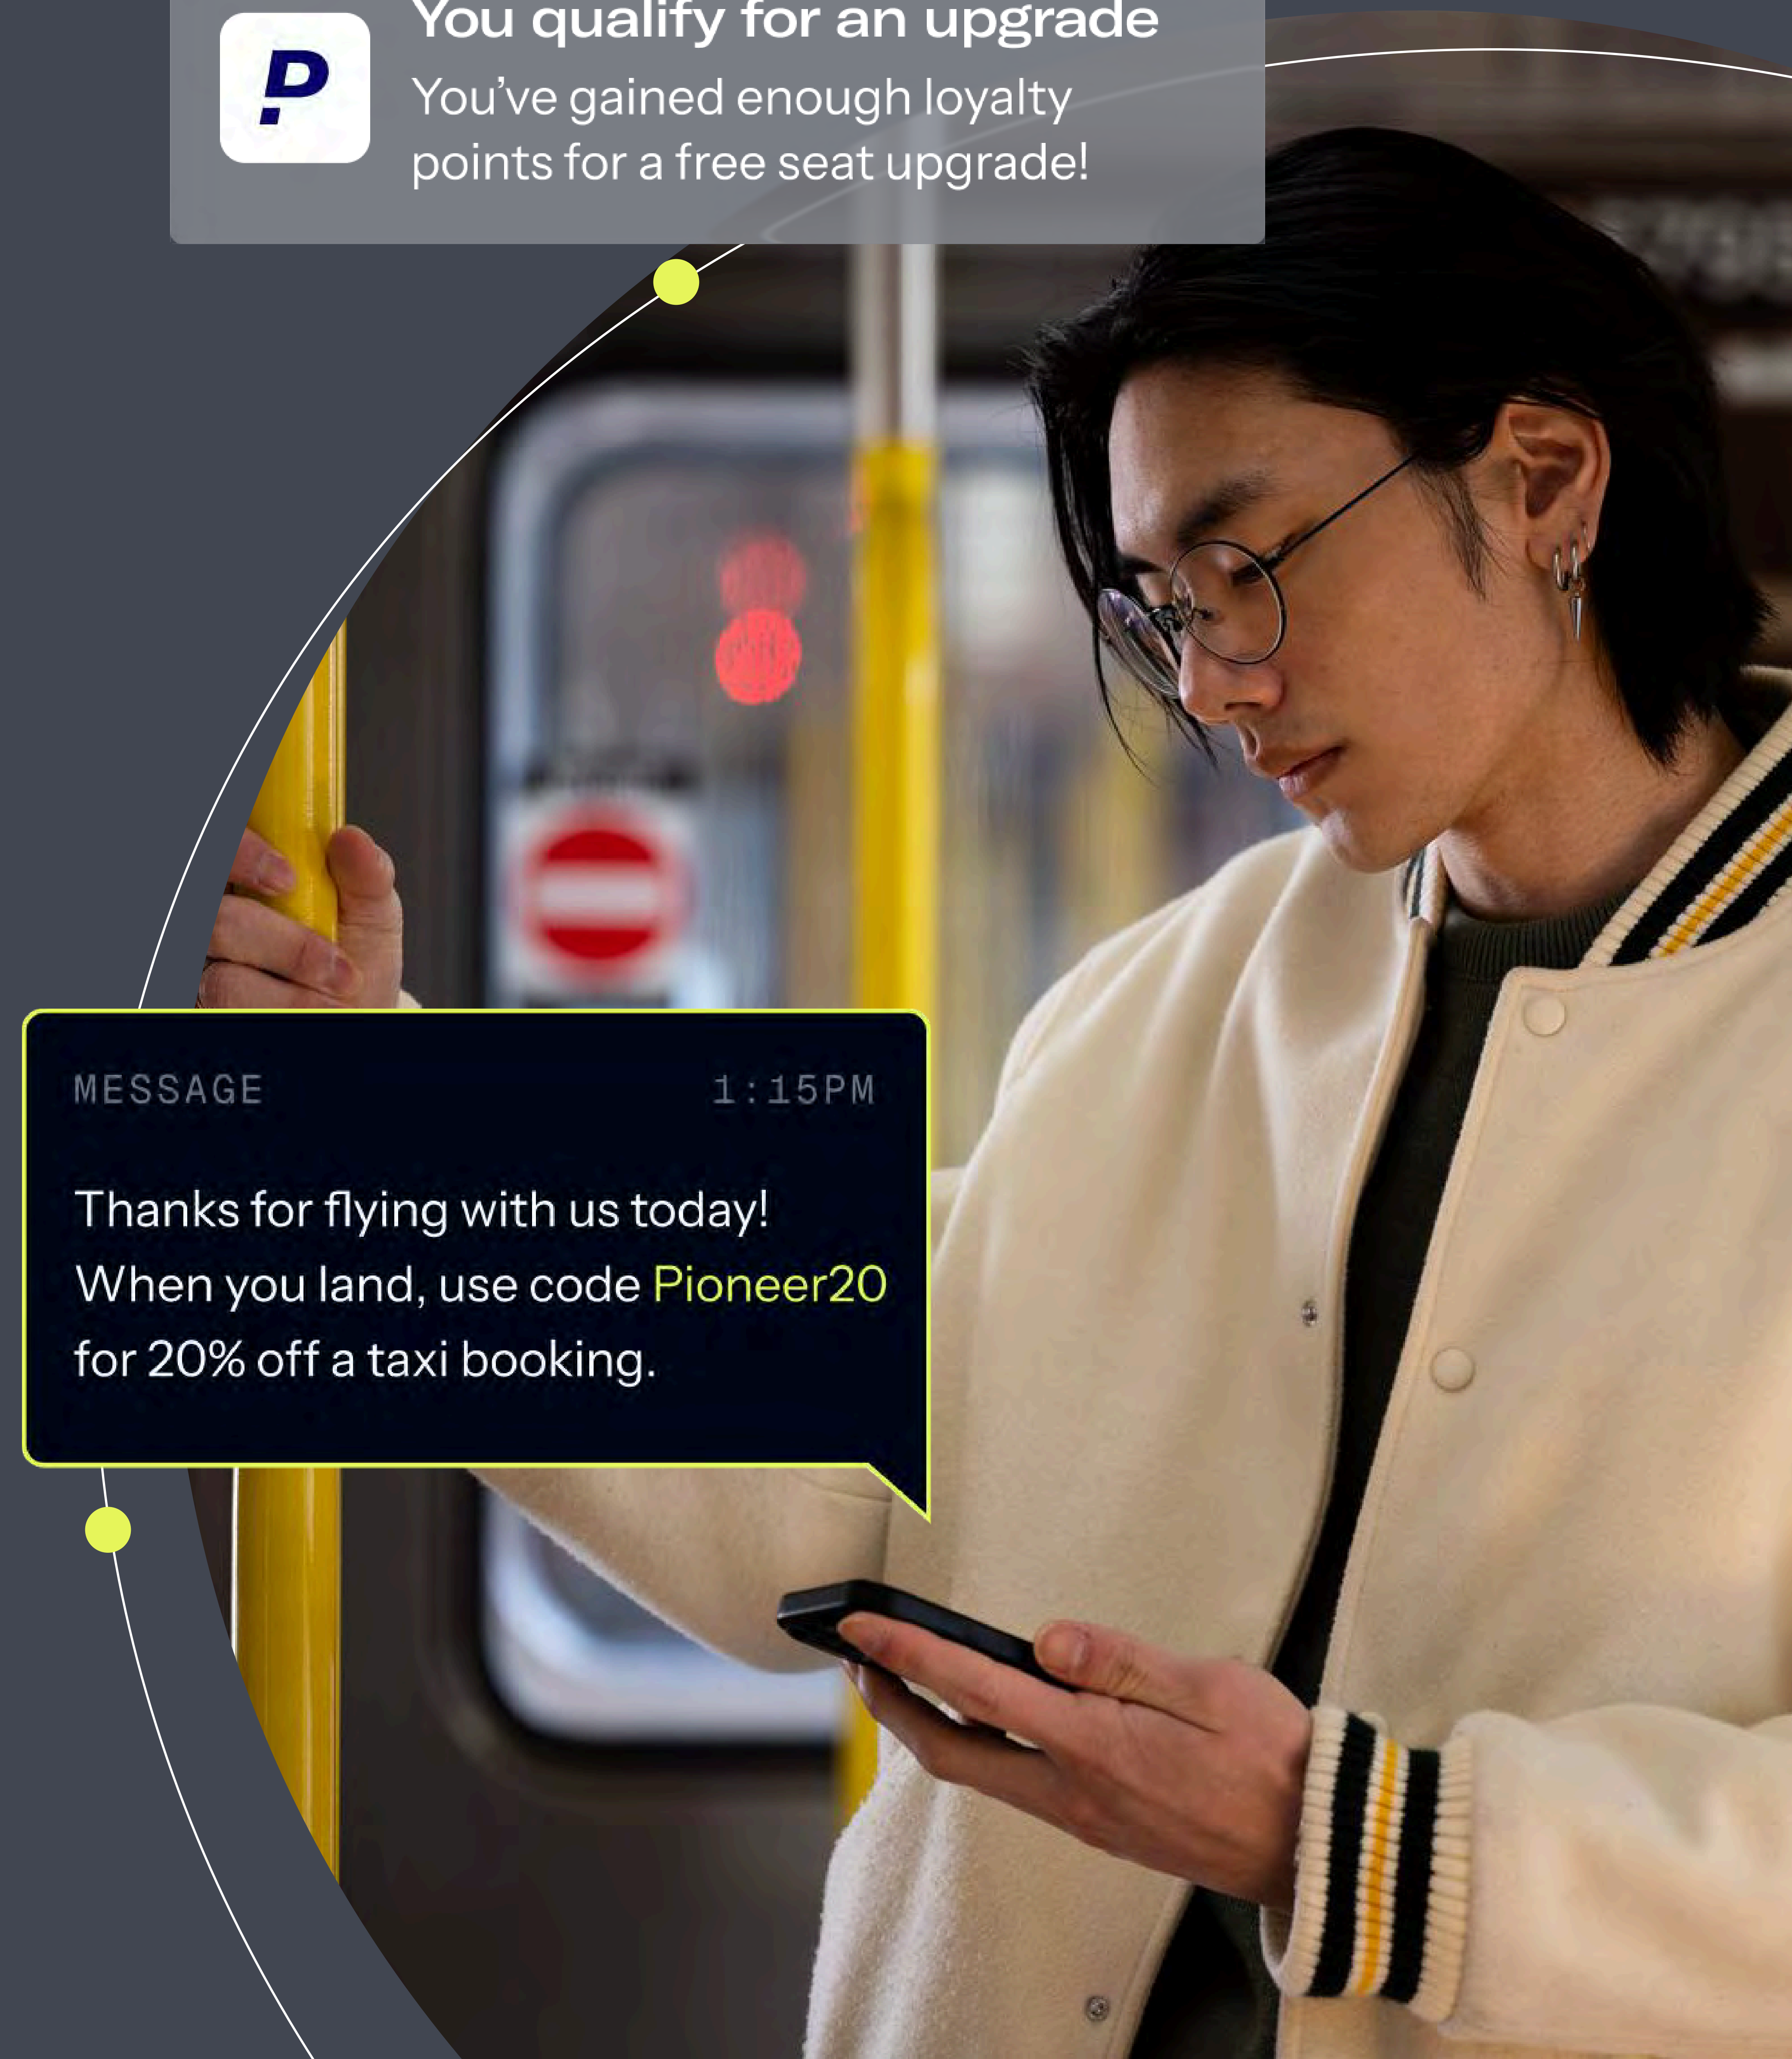 You qualify for an upgrade
You’ve gained enough loyalty
points for a free seat upgrade!
P
MESSAGE
1:15PM
Thanks for flying with us today!
When you land, use code Pioneer20
for 20% off a taxi booking.